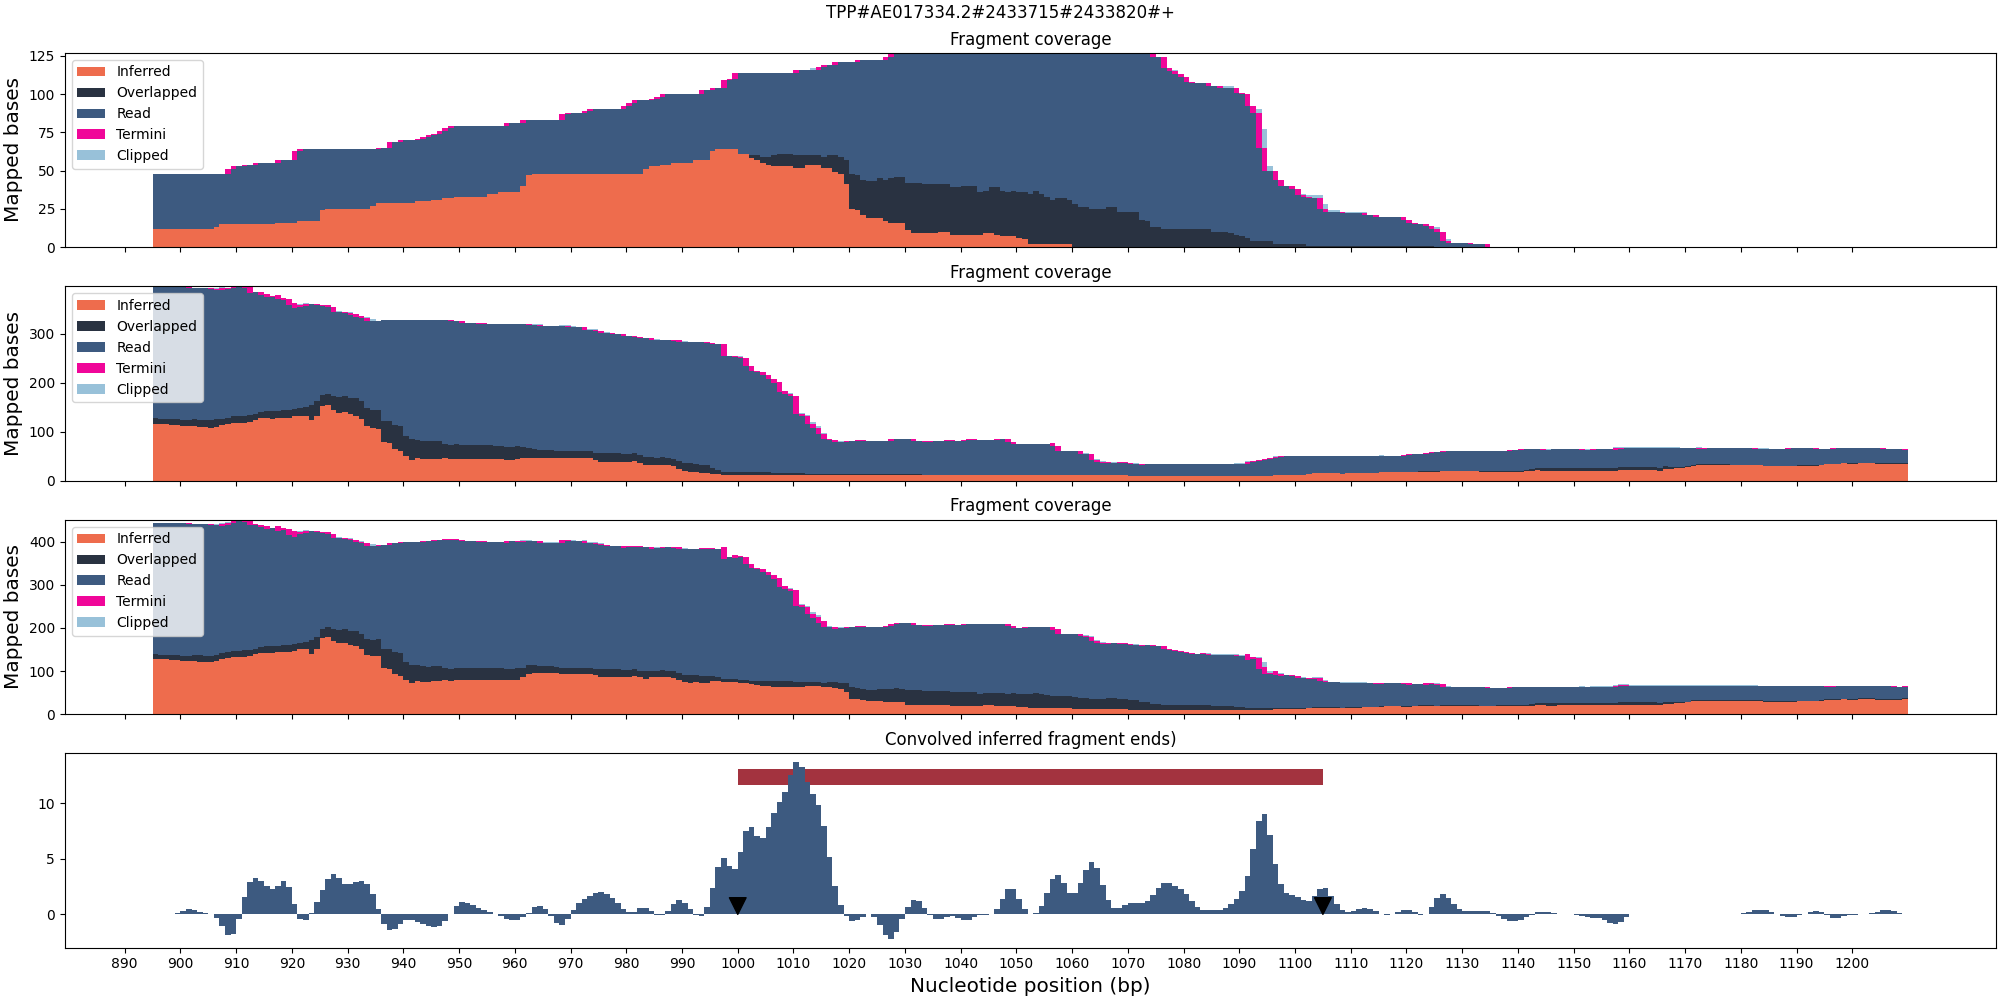 TPP#AE017334.2#2433715#2433820#+
Fragment coverage
Mapped bases
125
100
75
50
25
0
Inferred
Overlapped
Read
Termini
Clipped
Fragment coverage
Mapped bases
300
200
100
0
Inferred
Overlapped
Read
Termini
Clipped
Fragment coverage
Mapped bases
400
300
200
100
0
Inferred
Overlapped
Read
Termini
Clipped
Convolved inferred fragment ends)
10
5
0
890 900 910 920 930 940 950 960 970 980 990 1000 1010 1020 1030 1040 1050 1060 1070 1080 1090 1100 1110 1120 1130 1140 1150 1160 1170 1180 1190 1200
Nucleotide position (bp)